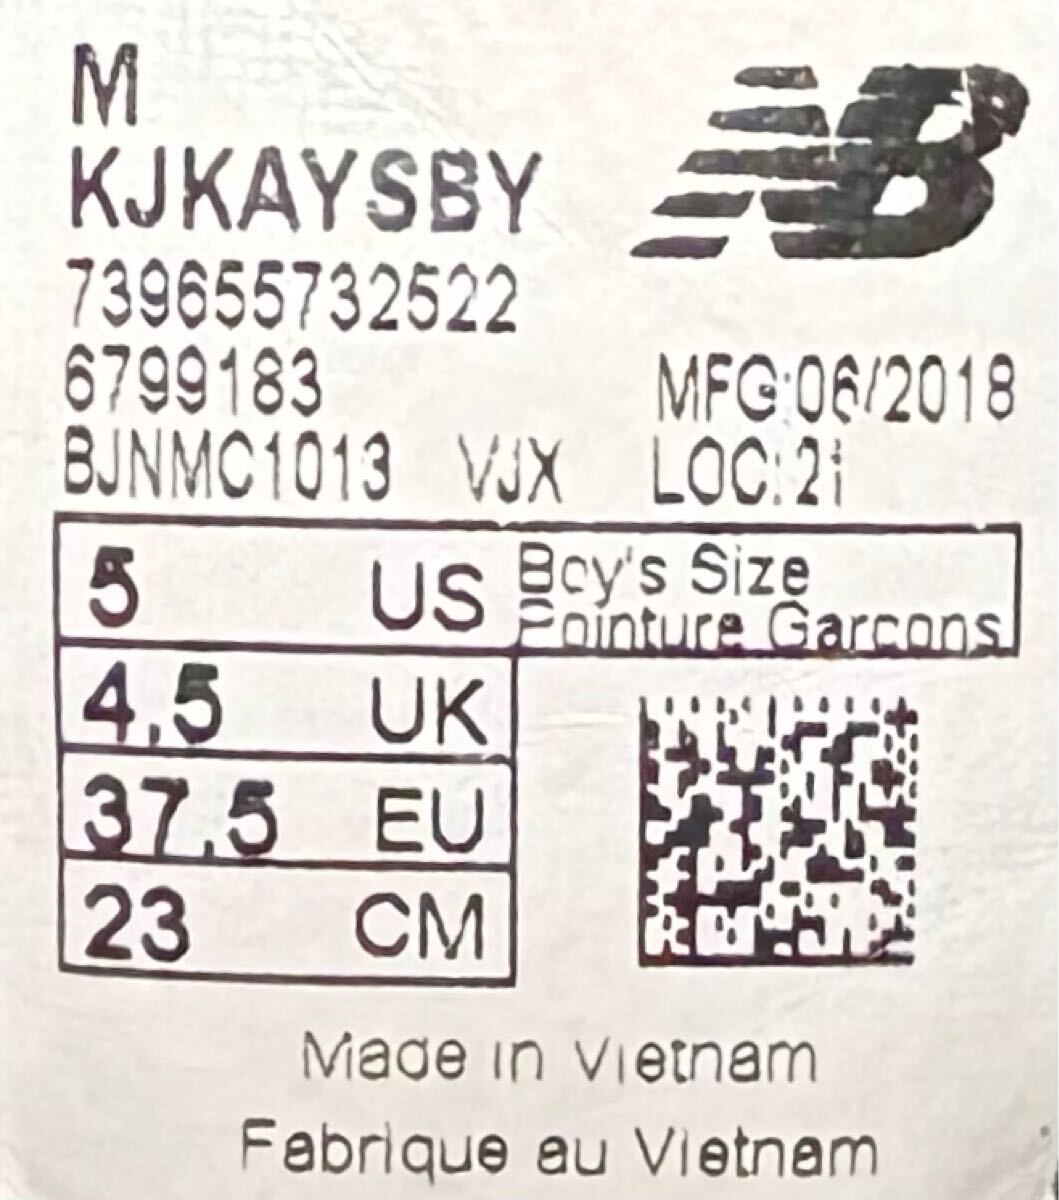 M
KJKAYSBY
NB
739655732522
6799183
MFG:06/2018
BJNMC1013 VJX LOC:2i
5 US Boy's Size
Pointure Garcons
4,5 UK
37,5 EU
23 CM
Made in Vietnam
Fabrique au Vietnam